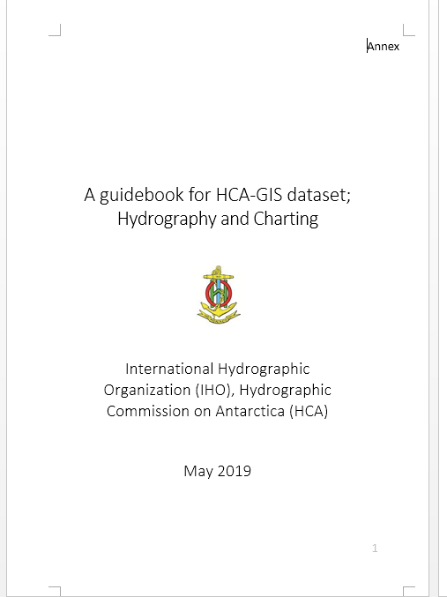 Annex
A guidebook for HCA-GIS dataset;
Hydrography and Charting
International Hydrographic
Organization (IHO), Hydrographic
Commission on Antarctica (HCA)
May 2019
1